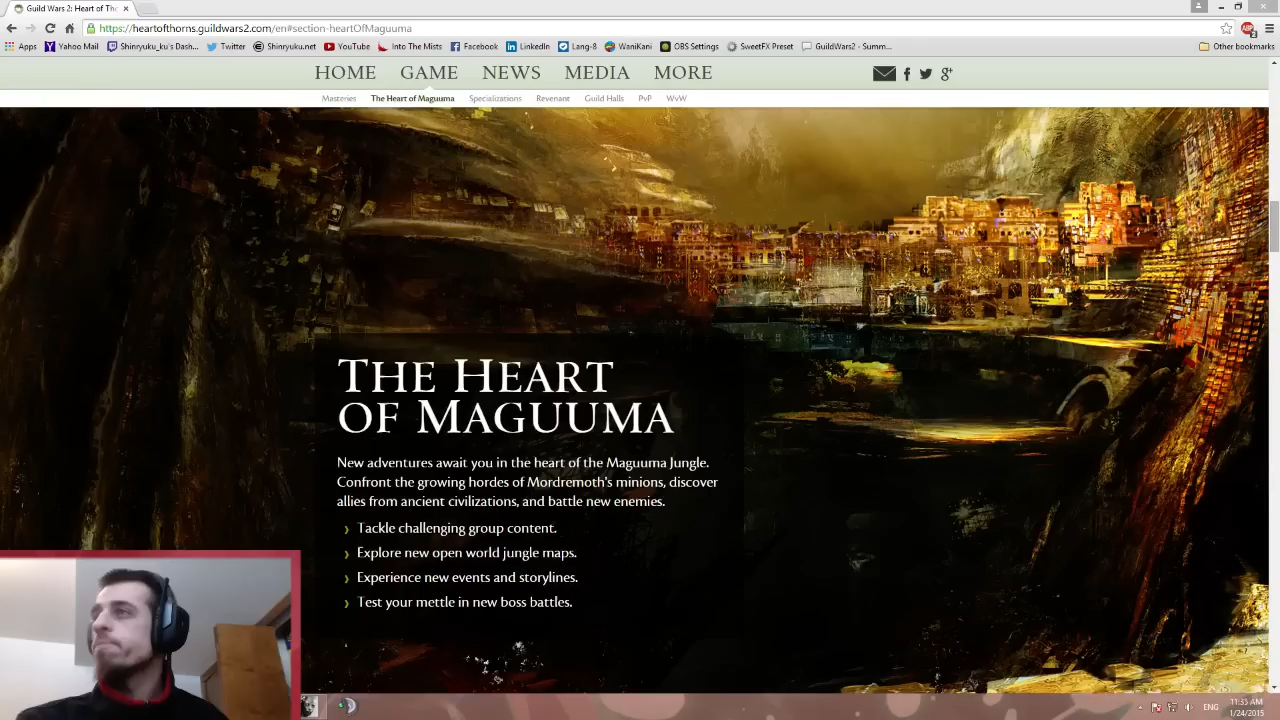 Guild Wars 2: Heart of Tho
https://heartofthorns.guildwars2.com/en#section-heartOfMaguuma
Apps Yahoo Mail Shinryuku_ku's Dash... Twitter Shinryuku.net YouTube Into The Mists Facebook LinkedIn Lang-8 WaniKani OBS Settings SweetFX Preset GuildWars2 - Summ... Other bookmarks
HOME GAME NEWS MEDIA MORE
Masteries The Heart of Maguuma Specializations Revenant Guild Halls PvP WvW
THE HEART
OF MAGUUMA
New adventures await you in the heart of the Maguuma Jungle.
Confront the growing hordes of Mordremoth's minions, discover
allies from ancient civilizations, and battle new enemies.
Tackle challenging group content.
Explore new open world jungle maps.
Experience new events and storylines.
Test your mettle in new boss battles.
ENG
11:55 AM
1/24/2015